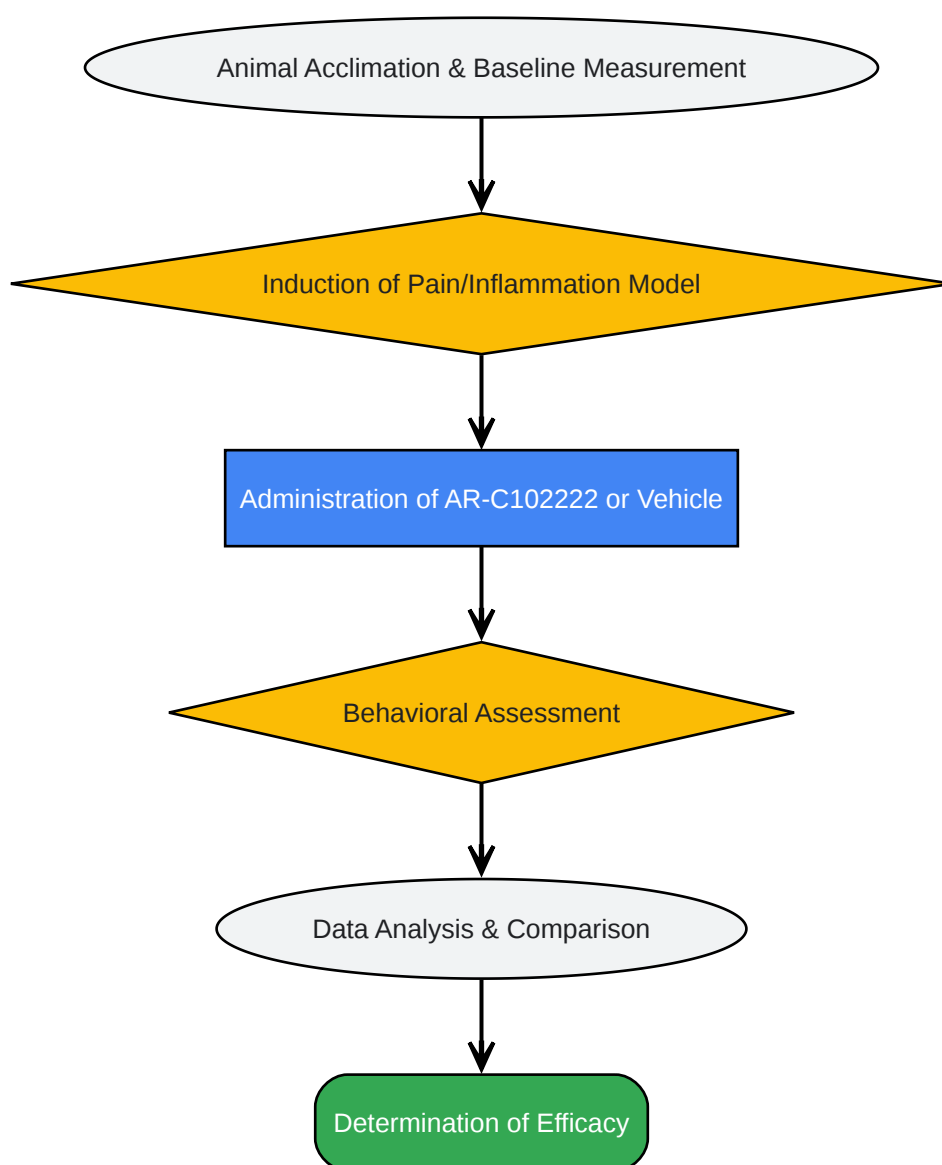 Animal Acclimation & Baseline Measurement
Induction of Pain/Inflammation Model
Administration of AR-C102222 or Vehicle
Behavioral Assessment
Data Analysis & Comparison
Determination of Efficacy